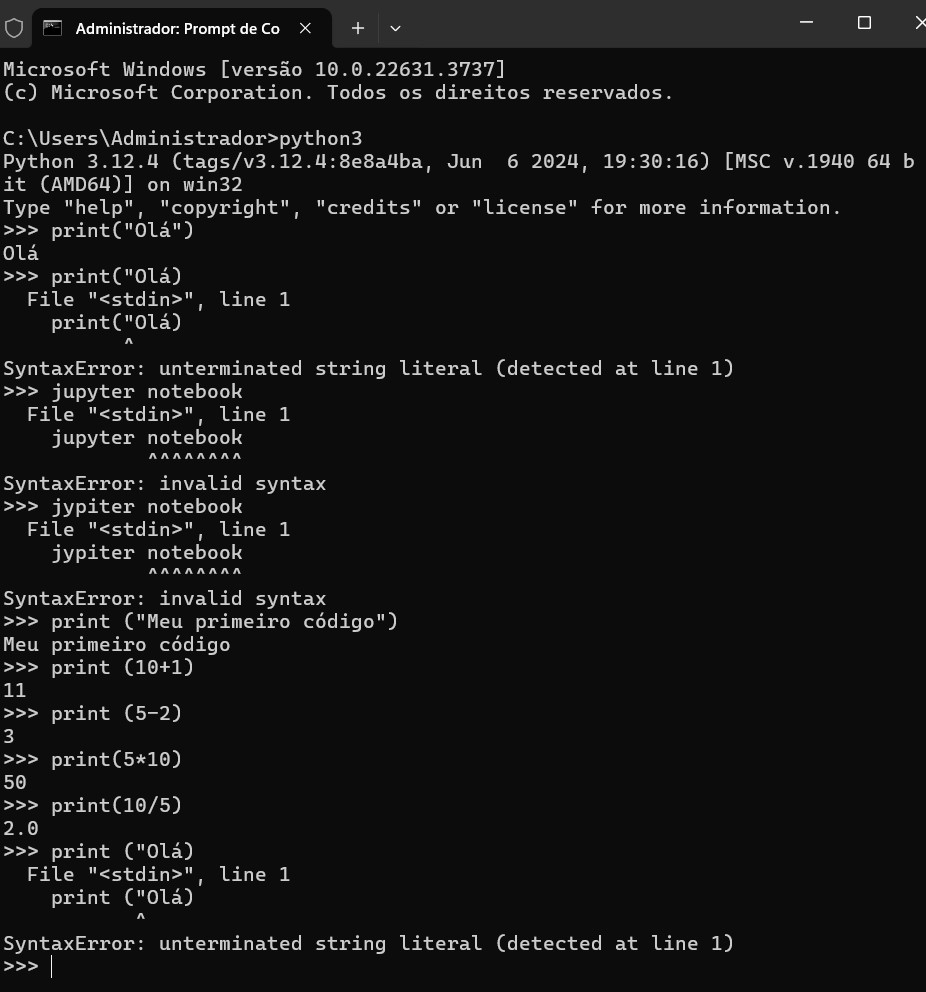 Administrador: Prompt de Co
Microsoft Windows [versão 10.0.22631.3737]
(c) Microsoft Corporation. Todos os direitos reservados.
C:\Users\Administrador>python3
Python 3.12.4 (tags/v3.12.4:8e8a4ba, Jun  6 2024, 19:30:16) [MSC v.1940 64 b
it (AMD64)] on win32
Type "help", "copyright", "credits" or "license" for more information.
>>> print("Olá")
Olá
>>> print("Olá)
  File "<stdin>", line 1
    print("Olá)
          ^
SyntaxError: unterminated string literal (detected at line 1)
>>> jupyter notebook
  File "<stdin>", line 1
    jupyter notebook
            ^^^^^^^^
SyntaxError: invalid syntax
>>> jypiter notebook
  File "<stdin>", line 1
    jypiter notebook
            ^^^^^^^^
SyntaxError: invalid syntax
>>> print ("Meu primeiro código")
Meu primeiro código
>>> print (10+1)
11
>>> print (5-2)
3
>>> print(5*10)
50
>>> print(10/5)
2.0
>>> print ("Olá)
  File "<stdin>", line 1
    print ("Olá)
           ^
SyntaxError: unterminated string literal (detected at line 1)
>>>